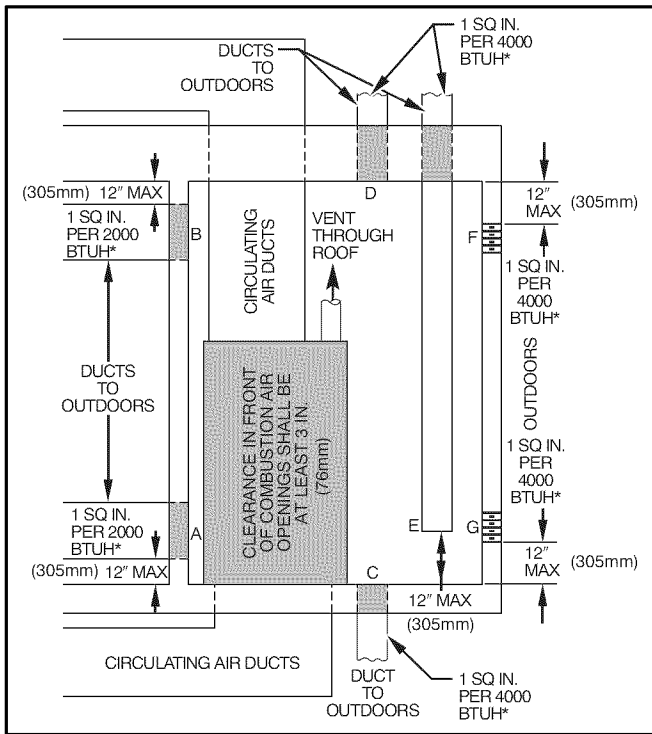 1 SQ IN.
PER 4000
BTUH*
DUCTS
TO
OUTDOORS
12" MAX
(305mm)
1 SQ IN.
PER 2000
BTUH*
B
D
12"
MAX
(305mm)
F
CIRCULATING
AIR DUCTS
VENT
THROUGH
ROOF
1 SQ IN.
PER
4000
BTUH*
DUCTS
TO
OUTDOORS
OUTDOORS
CLEARANCE IN FRONT
OF COMBUSTION AIR
OPENINGS SHALL BE
AT LEAST 3 IN.
(76mm)
1 SQ IN.
PER
4000
BTUH*
1 SQ IN.
PER 2000
BTUH*
A
E
G
(305mm)
12" MAX
C
12"
MAX
(305mm)
12" MAX
(305mm)
CIRCULATING AIR DUCTS
DUCT
TO
OUTDOORS
1 SQ IN.
PER 4000
BTUH*